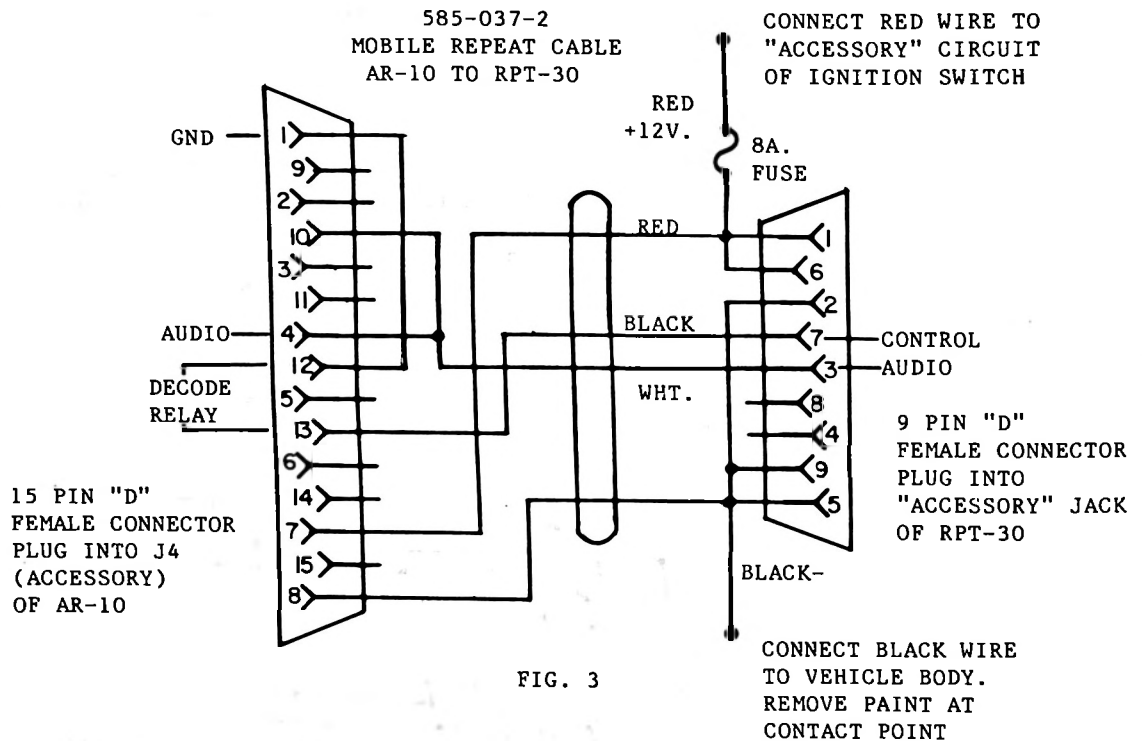 585-037-2
MOBILE REPEAT CABLE
AR-10 TO RPT-30
CONNECT RED WIRE TO
"ACCESSORY" CIRCUIT
OF IGNITION SWITCH
RED
+12V.
8A.
FUSE
GND
1
9
2
10
3
11
4
12
5
13
6
14
7
15
8
AUDIO
DECODE
RELAY
15 PIN "D"
FEMALE CONNECTOR
PLUG INTO J4
(ACCESSORY)
OF AR-10
RED
BLACK
WHT.
1
6
2
7
3
8
4
9
5
CONTROL
AUDIO
9 PIN "D"
FEMALE CONNECTOR
PLUG INTO
"ACCESSORY" JACK
OF RPT-30
BLACK-
CONNECT BLACK WIRE
TO VEHICLE BODY.
REMOVE PAINT AT
CONTACT POINT
FIG. 3